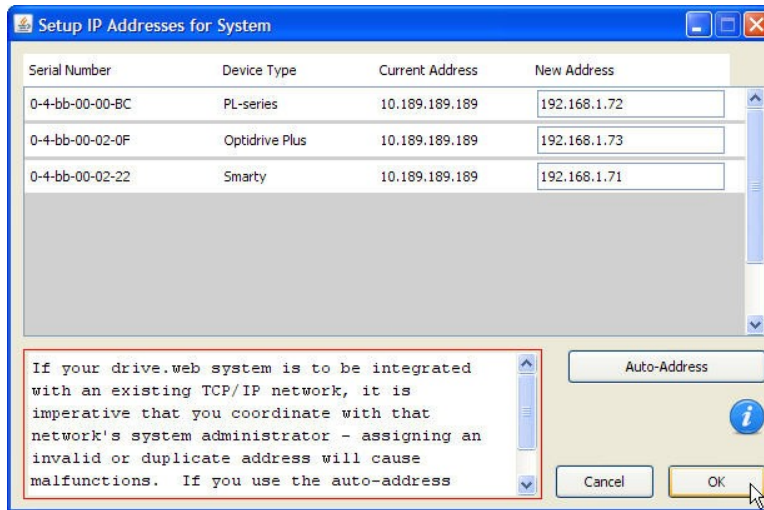 Setup IP Addresses for System
Serial Number Device Type Current Address New Address
0-4-bb-00-00-BC PL-series 10.189.189.189 192.168.1.72
0-4-bb-00-02-0F Optidrive Plus 10.189.189.189 192.168.1.73
0-4-bb-00-02-22 Smarty 10.189.189.189 192.168.1.71
If your drive.web system is to be integrated
with an existing TCP/IP network, it is
imperative that you coordinate with that
network's system administrator - assigning an
invalid or duplicate address will cause
malfunctions.  If you use the auto-address
Auto-Address
i
Cancel OK